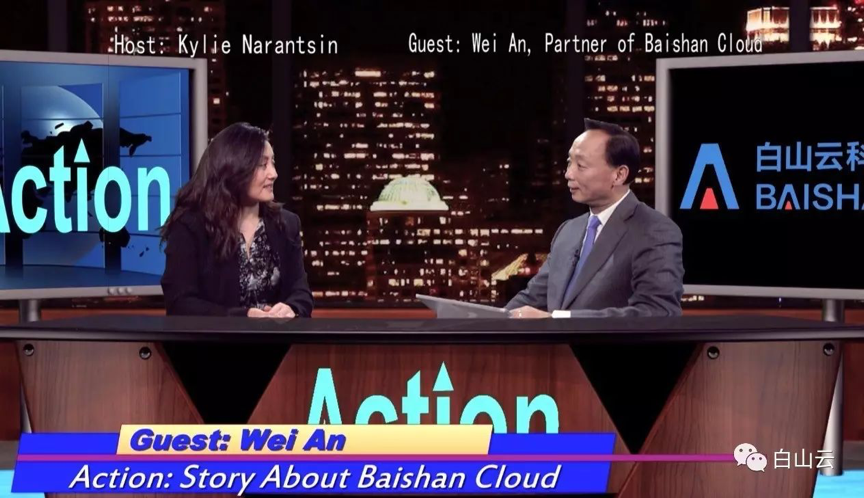 Host: Kylie Narantsin
Guest: Wei An, Partner of Baishan Cloud
Action
白山云科
BAISHA
Action
Guest: Wei An
Action: Story About Baishan Cloud
白山云